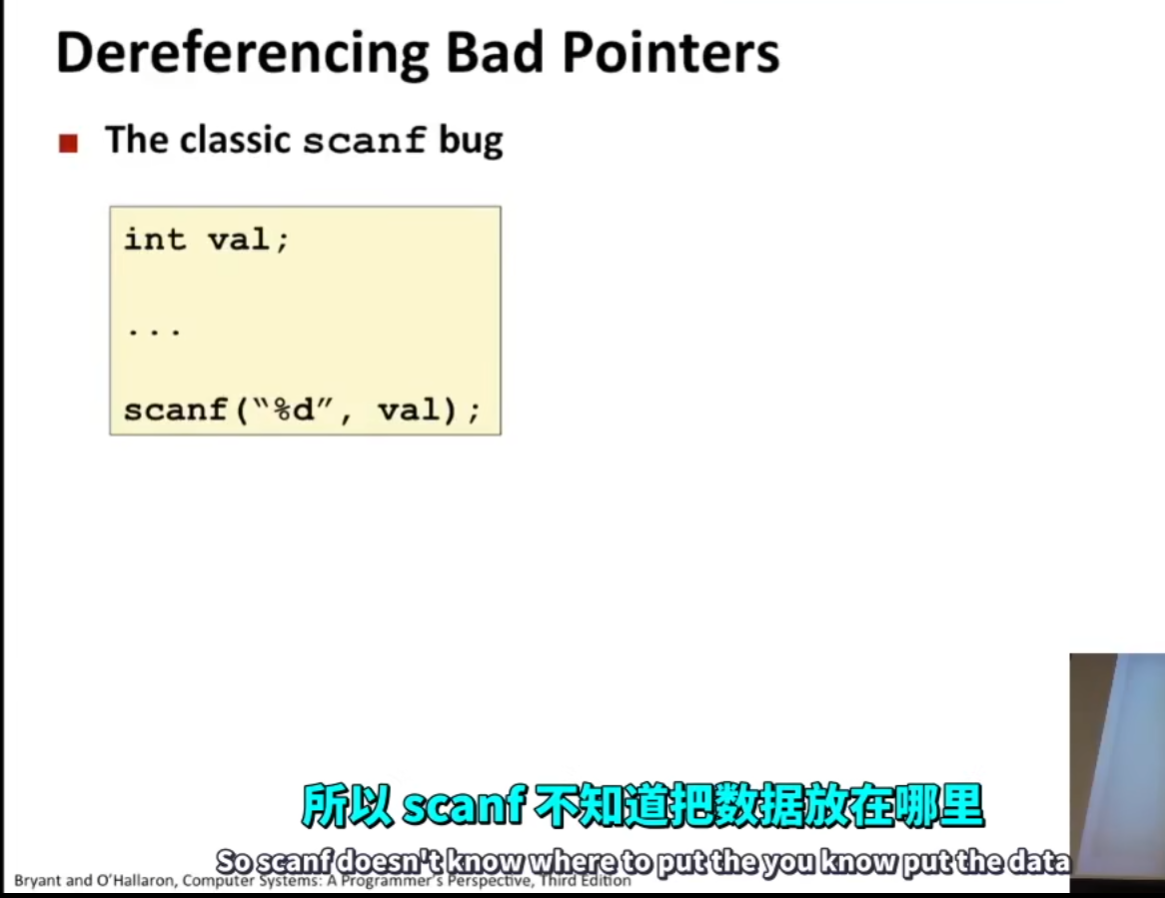 Dereferencing Bad Pointers
■ The classic scanf bug
int val;
...
scanf(“%d”, val);
所以 scanf 不知道把数据放在哪里
So scanf doesn't know where to put the you know put the data
Bryant and O’Hallaron, Computer Systems: A Programmer’s Perspective, Third Edition